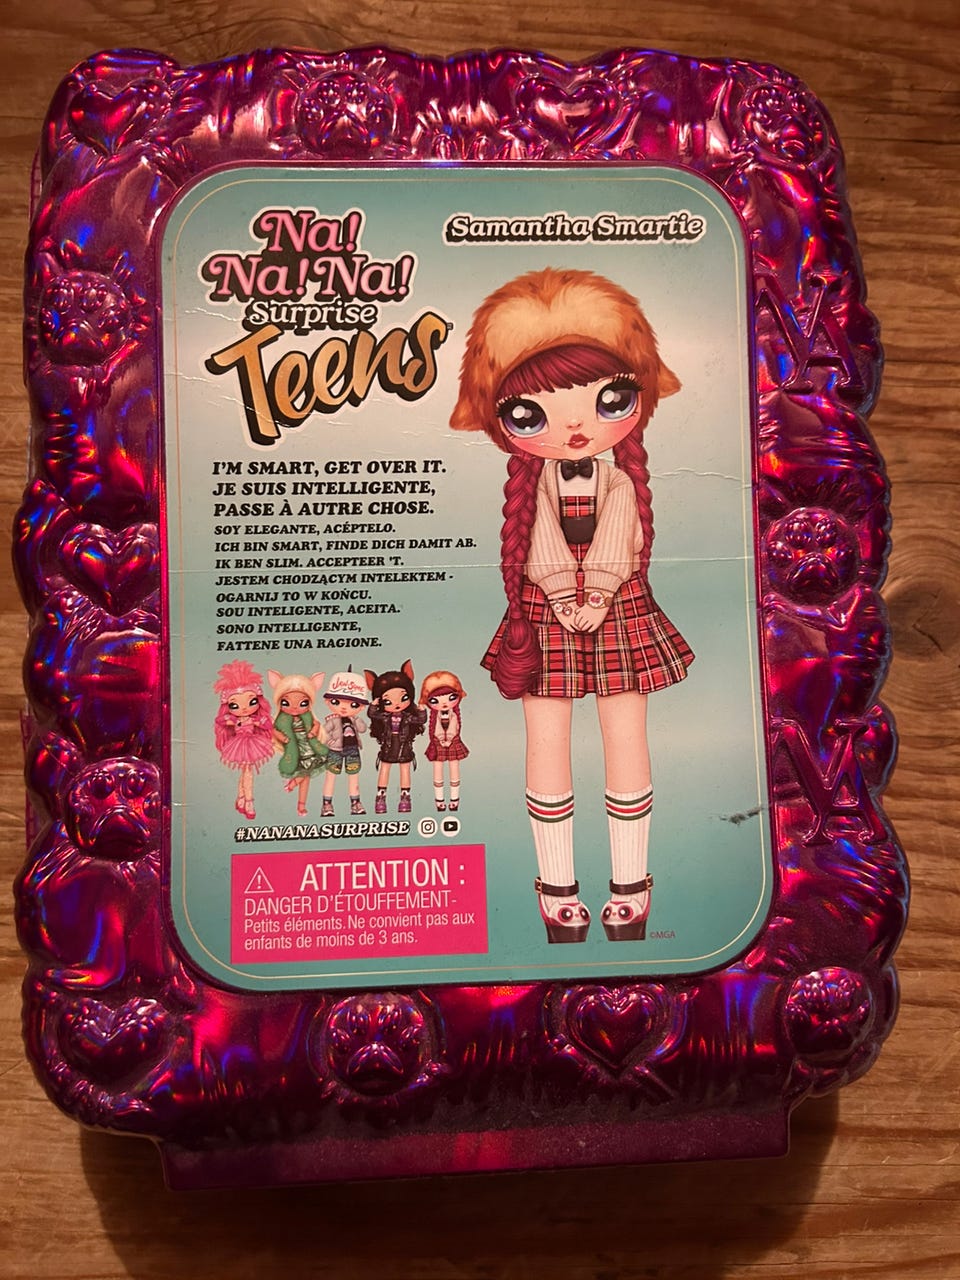 Na!
Na! Na!
Surprise
Teens
Samantha Smartie
I'M SMART, GET OVER IT.
JE SUIS INTELLIGENTE,
PASSE À AUTRE CHOSE.
SOY ELEGANTE, ACÉPTELO.
ICH BIN SMART, FINDE DICH DAMIT AB.
IK BEN SLIM. ACCEPTEER 'T.
JESTEM CHODZĄCYM INTELEKTEM -
OGARNIJ TO W KOŃCU.
SOU INTELIGENTE, ACEITA.
SONO INTELLIGENTE,
FATTENE UNA RAGIONE.
#NANANASURPRISE
ATTENTION :
DANGER D'ÉTOUFFEMENT-
Petits éléments. Ne convient pas aux
enfants de moins de 3 ans.
©MGA
NA
NA